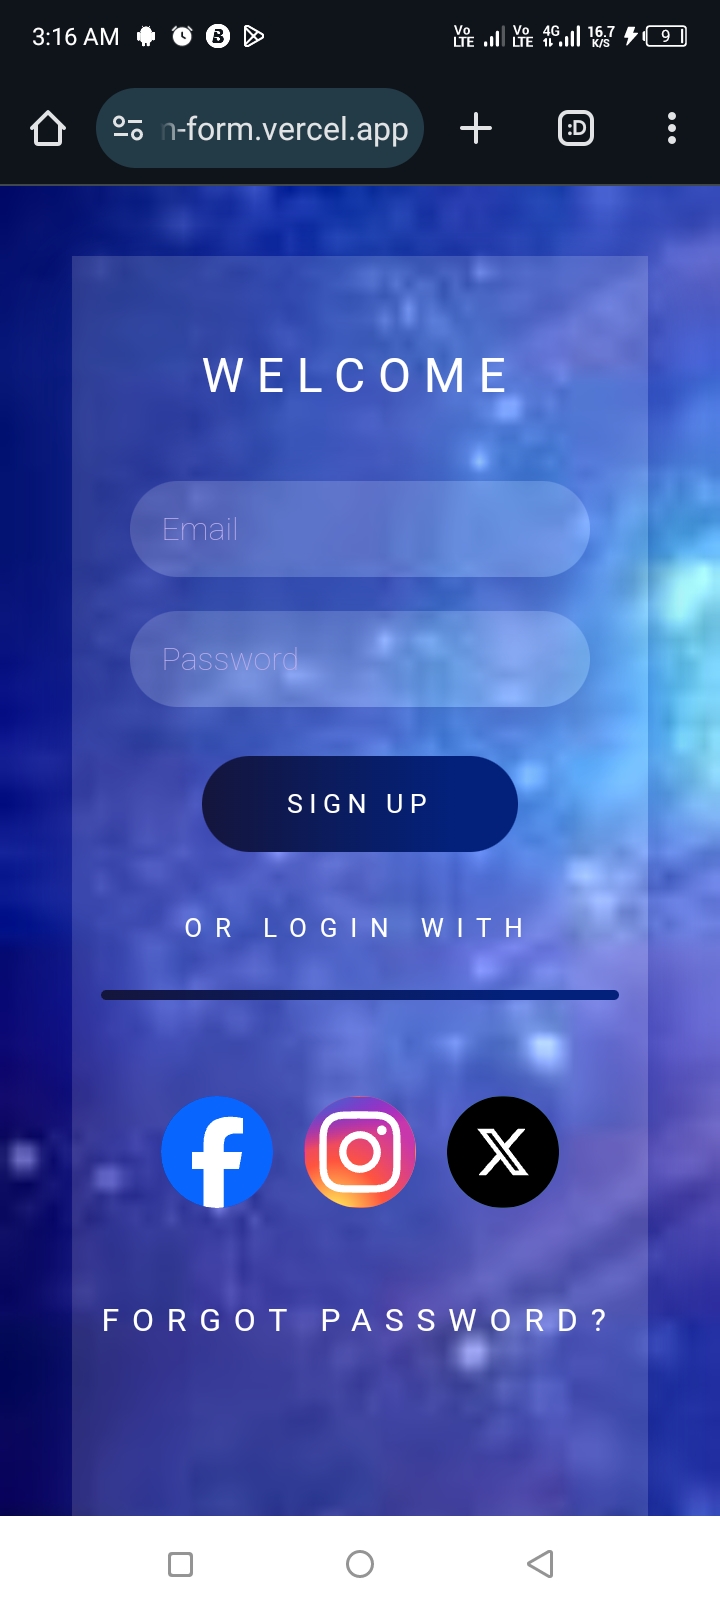 3:16 AM Vo LTE Vo LTE 4G 16.7 K/S 9
n-form.vercel.app :D
WELCOME
Email
Password
SIGN UP
OR LOGIN WITH
FORGOT PASSWORD?